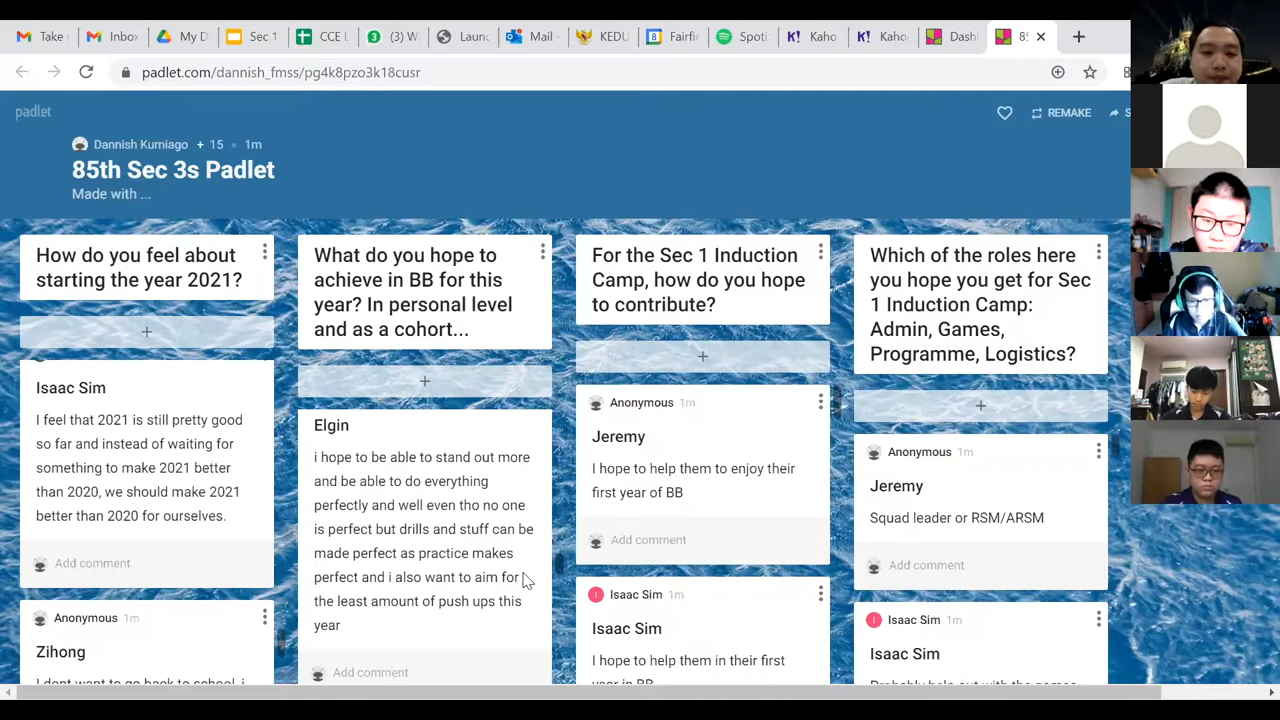 Take
Inbo
My D
Sec 1
CCE L
(3) W
Laun
Mail -
KEDU
Fairfie
Spoti
Kaho
Kaho
Dash
85
padlet.com/dannish_fmss/pg4k8pzo3k18cusr
padlet
REMAKE
S
Dannish Kurniago + 15 • 1m
85th Sec 3s Padlet
Made with ...
How do you feel about
starting the year 2021?
Isaac Sim
I feel that 2021 is still pretty good
so far and instead of waiting for
something to make 2021 better
than 2020, we should make 2021
better than 2020 for ourselves.
Add comment
Anonymous 1m
Zihong
I dont want to go back to school, i
What do you hope to
achieve in BB for this
year? In personal level
and as a cohort...
Elgin
i hope to be able to stand out more
and be able to do everything
perfectly and well even tho no one
is perfect but drills and stuff can be
made perfect as practice makes
perfect and i also want to aim for
the least amount of push ups this
year
Add comment
For the Sec 1 Induction
Camp, how do you hope
to contribute?
Anonymous 1m
Jeremy
I hope to help them to enjoy their
first year of BB
Add comment
Isaac Sim 1m
Isaac Sim
I hope to help them in their first
year in BB
Which of the roles here
you hope you get for Sec
1 Induction Camp:
Admin, Games,
Programme, Logistics?
Anonymous 1m
Jeremy
Squad leader or RSM/ARSM
Add comment
Isaac Sim 1m
Isaac Sim
Probably help out with the games